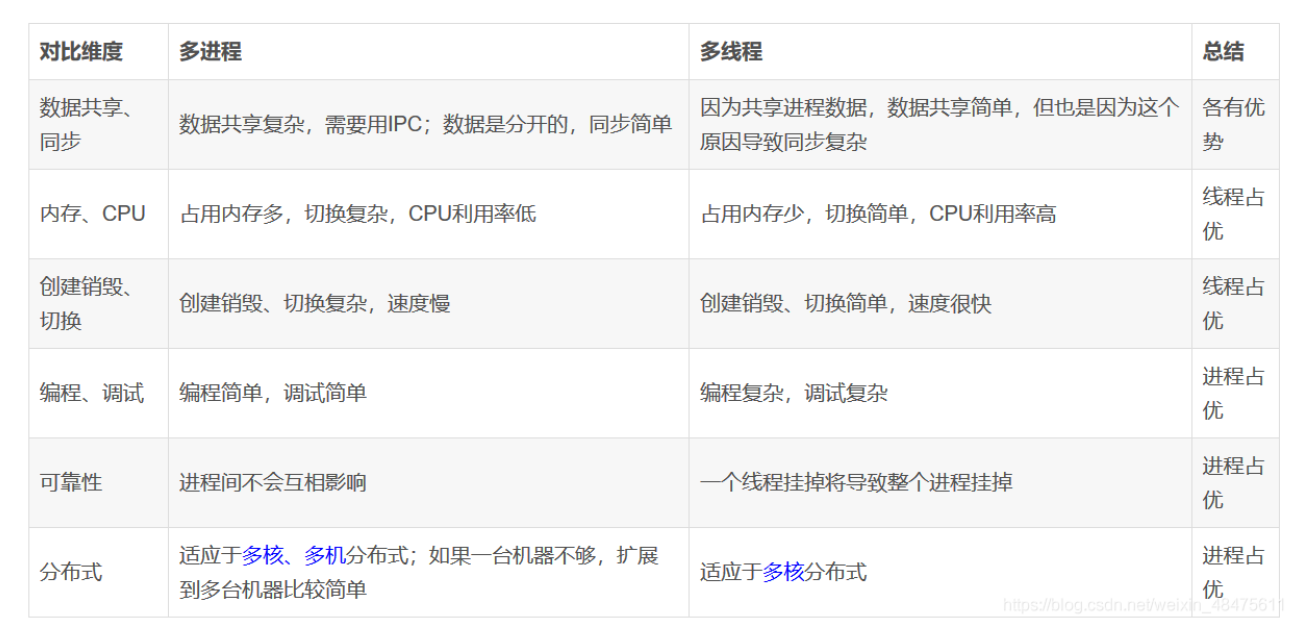 对比维度 多进程 多线程 总结
数据共享、
同步
数据共享复杂，需要用IPC；数据是分开的，同步简单
因为共享进程数据，数据共享简单，但也是因为这个
原因导致同步复杂
各有优
势
内存、CPU
占用内存多，切换复杂，CPU利用率低
占用内存少，切换简单，CPU利用率高
线程占
优
创建销毁、
切换
创建销毁、切换复杂，速度慢
创建销毁、切换简单，速度很快
线程占
优
编程、调试
编程简单，调试简单
编程复杂，调试复杂
进程占
优
可靠性
进程间不会互相影响
一个线程挂掉将导致整个进程挂掉
进程占
优
分布式
适应于多核、多机分布式；如果一台机器不够，扩展
到多台机器比较简单
适应于多核分布式
进程占
优
https://blog.csdn.net/weixin_48475611